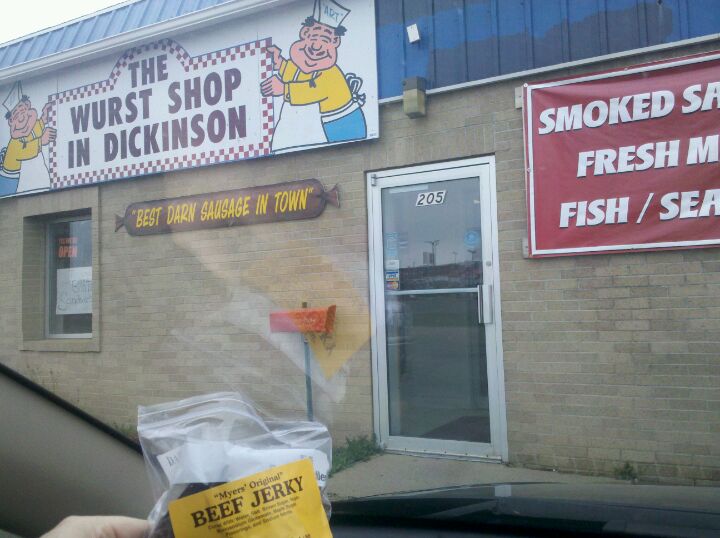 ART
THE
WURST SHOP
IN DICKINSON
"BEST DARN SAUSAGE IN TOWN"
205
SMOKED SA
FRESH M
FISH / SEA
OPEN
"Myers' Original"
BEEF JERKY